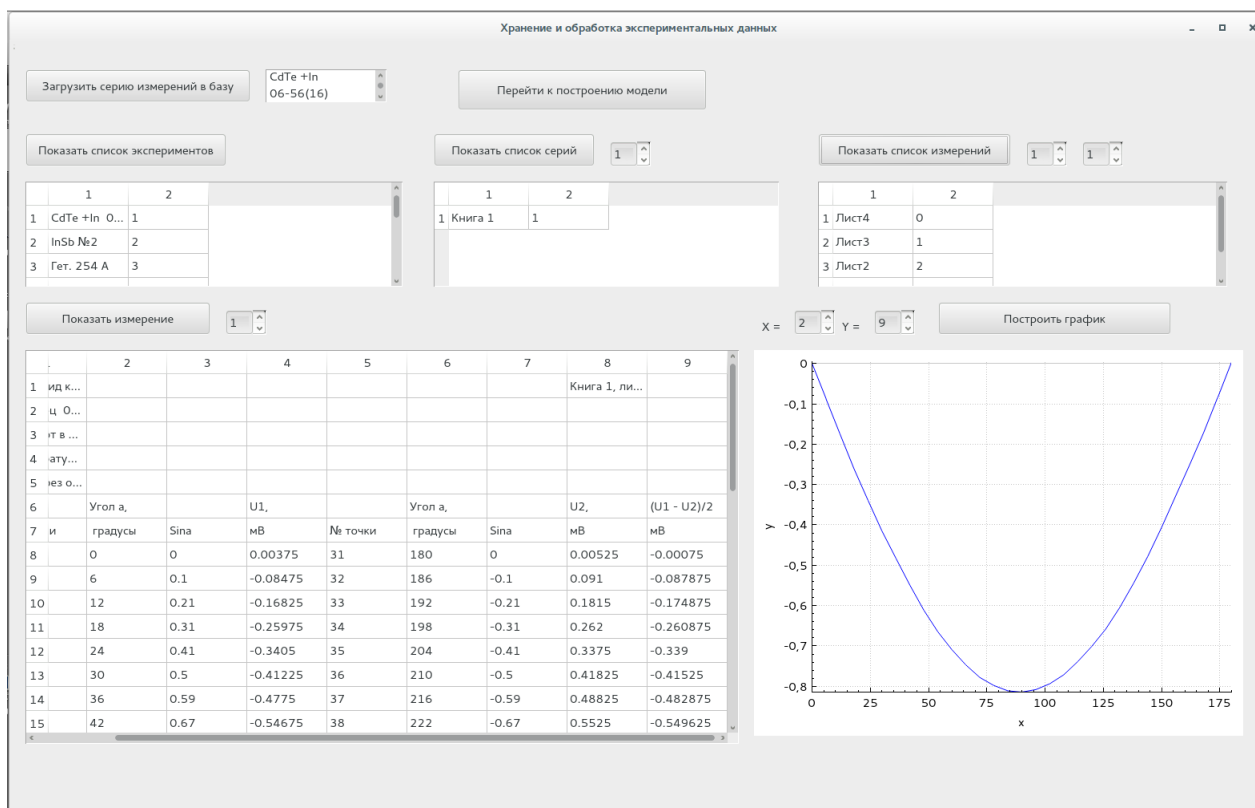 Хранение и обработка экспериментальных данных
Загрузить серию измерений в базу
CdTe +In
06-56(16)
Перейти к построению модели
Показать список экспериментов
Показать список серий 1
Показать список измерений 1 1
1 2
1 CdTe +In 0... 1
2 InSb №2 2
3 Гет. 254 А 3
1 2
1 Книга 1 1
1 2
1 Лист4 0
2 Лист3 1
3 Лист2 2
Показать измерение 1
X = 2 Y = 9 Построить график
2 3 4 5 6 7 8 9
1 ид к... Книга 1, ли...
2 ц 0...
3 т в ...
4 ату...
5 ез о...
6 Угол a, U1, Угол a, U2, (U1 - U2)/2
7 и градусы Sina мВ № точки градусы Sina мВ мВ
8 0 0 0.00375 31 180 0 0.00525 -0.00075
9 6 0.1 -0.08475 32 186 -0.1 0.091 -0.087875
10 12 0.21 -0.16825 33 192 -0.21 0.1815 -0.174875
11 18 0.31 -0.25975 34 198 -0.31 0.262 -0.260875
12 24 0.41 -0.3405 35 204 -0.41 0.3375 -0.339
13 30 0.5 -0.41225 36 210 -0.5 0.41825 -0.41525
14 36 0.59 -0.4775 37 216 -0.59 0.48825 -0.482875
15 42 0.67 -0.54675 38 222 -0.67 0.5525 -0.549625
0
-0,1
-0,2
-0,3
-0,4
-0,5
-0,6
-0,7
-0,8
y
0 25 50 75 100 125 150 175
x